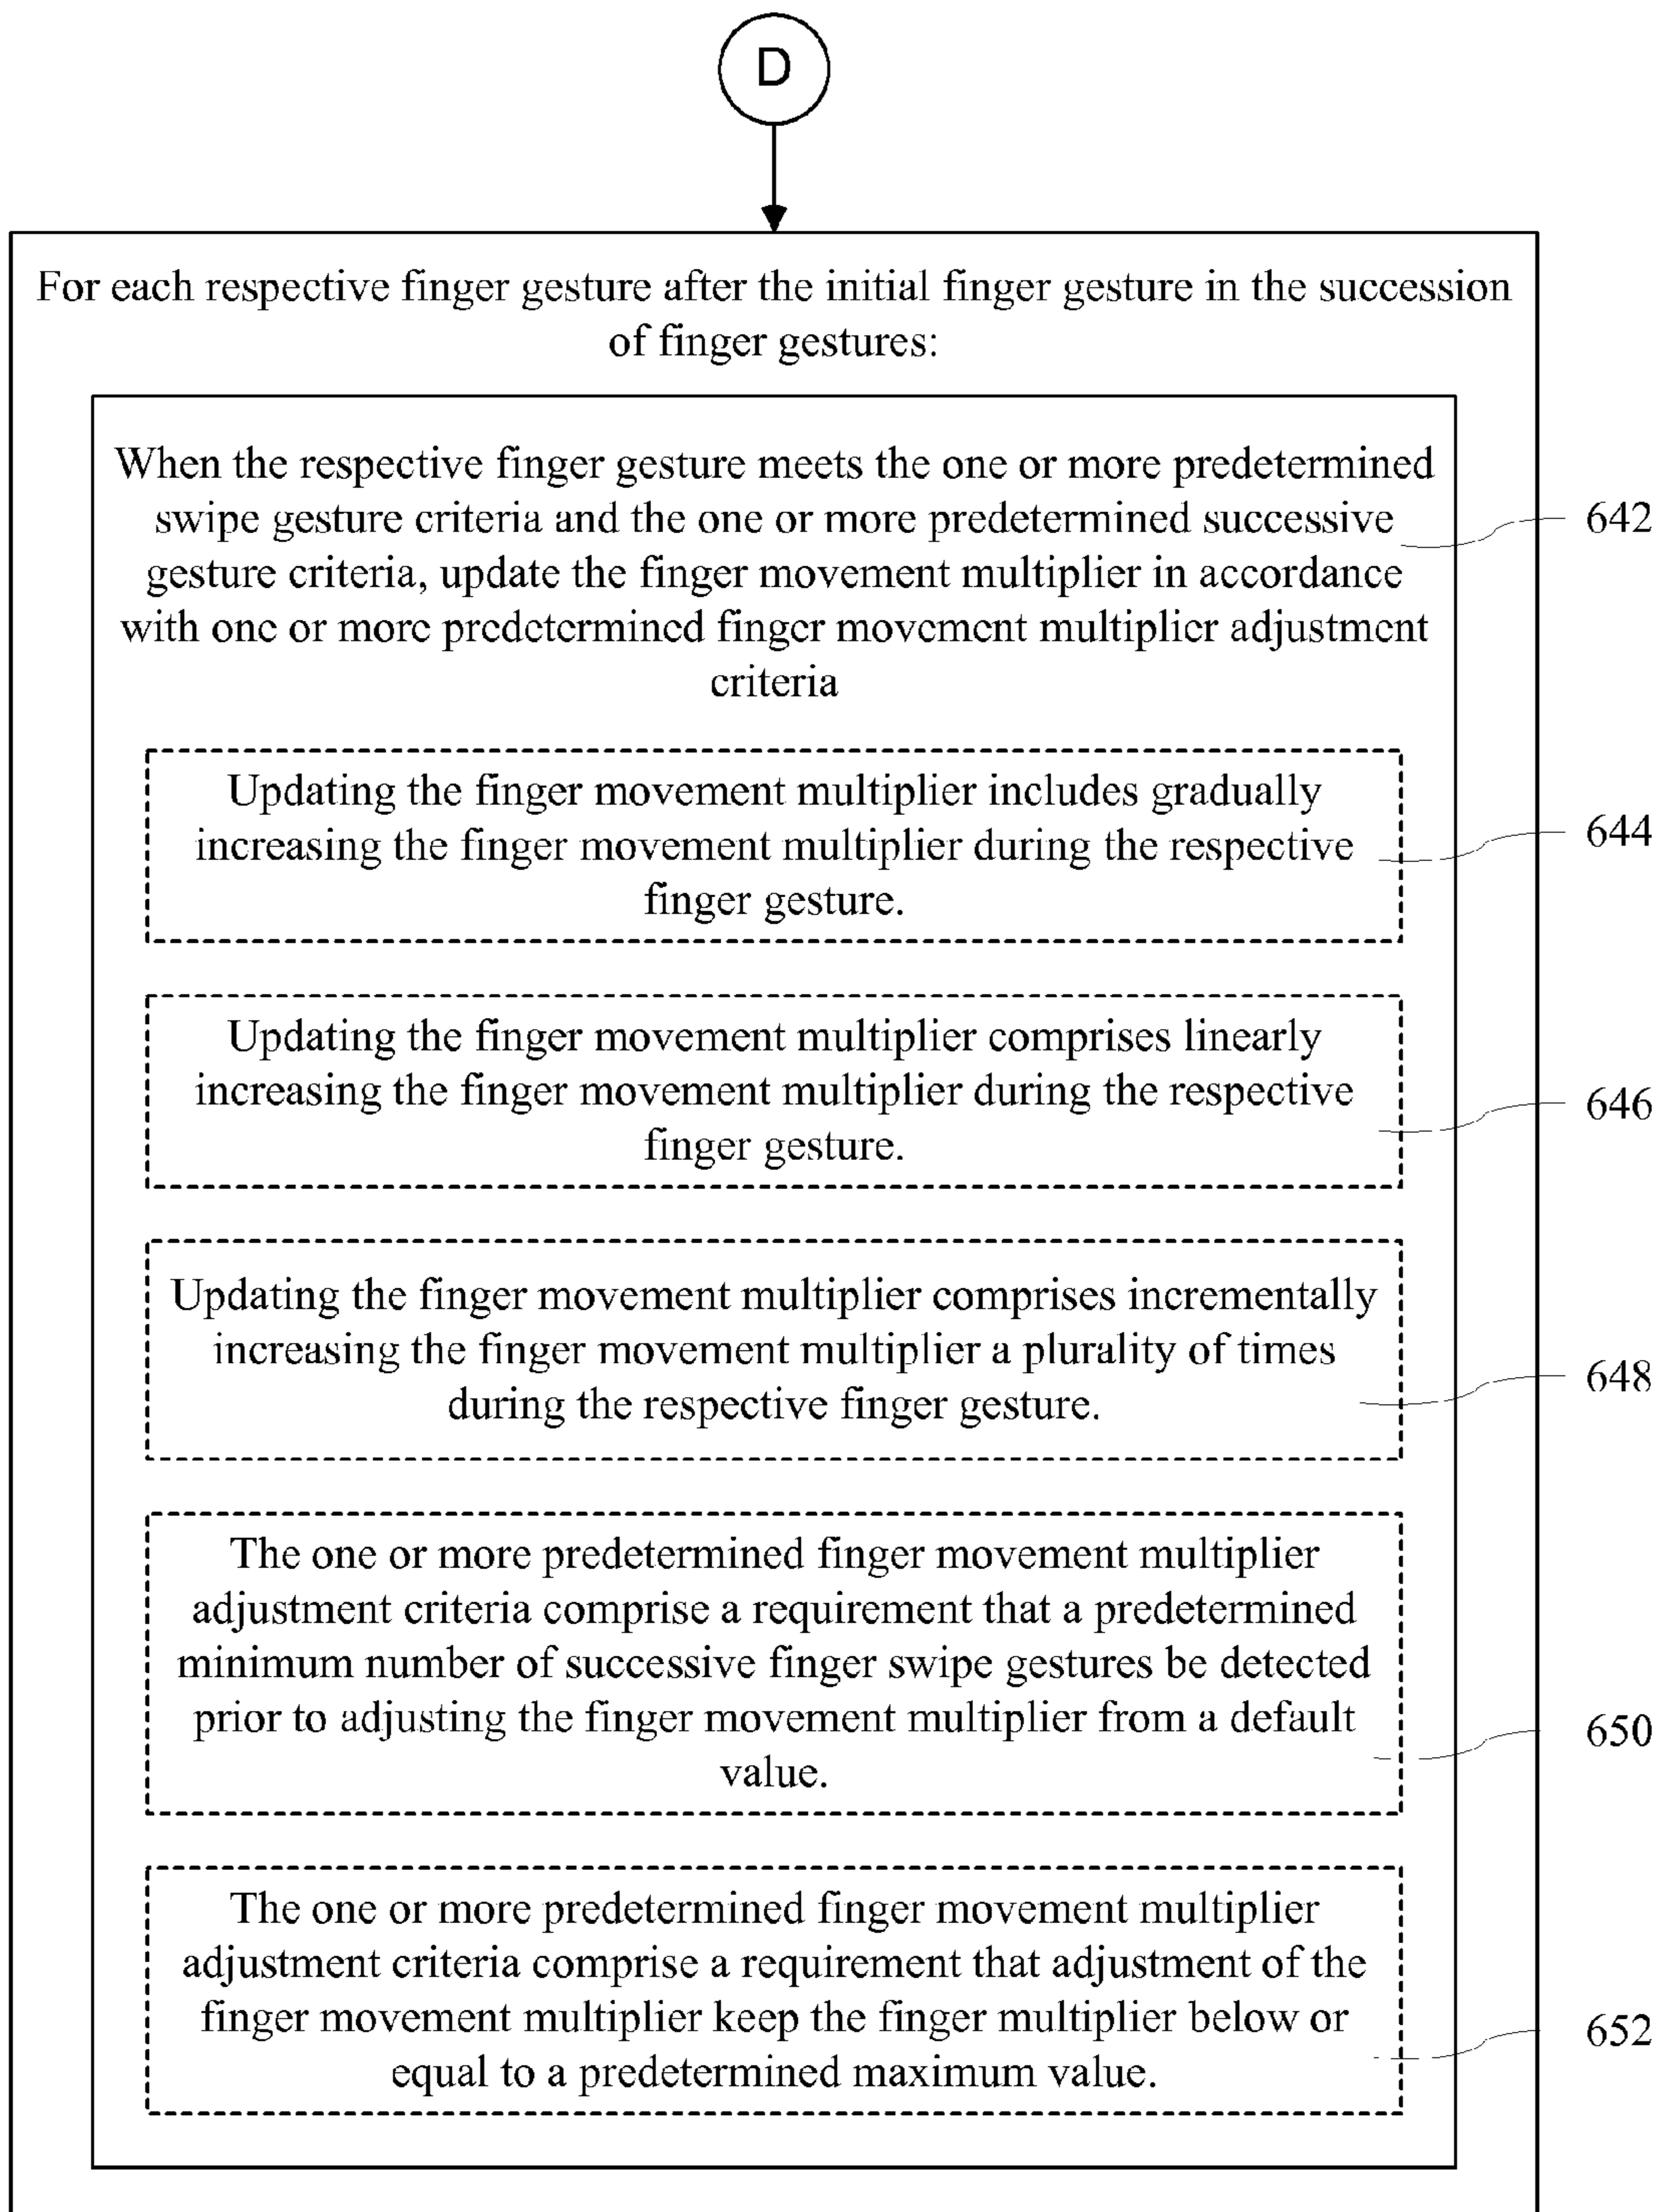 D
For each respective finger gesture after the initial finger gesture in the succession
of finger gestures:
When the respective finger gesture meets the one or more predetermined
swipe gesture criteria and the one or more predetermined successive
gesture criteria, update the finger movement multiplier in accordance
with one or more predetermined finger movement multiplier adjustment
criteria
642
Updating the finger movement multiplier includes gradually
increasing the finger movement multiplier during the respective
finger gesture.
644
Updating the finger movement multiplier comprises linearly
increasing the finger movement multiplier during the respective
finger gesture.
646
Updating the finger movement multiplier comprises incrementally
increasing the finger movement multiplier a plurality of times
during the respective finger gesture.
648
The one or more predetermined finger movement multiplier
adjustment criteria comprise a requirement that a predetermined
minimum number of successive finger swipe gestures be detected
prior to adjusting the finger movement multiplier from a default
value.
650
The one or more predetermined finger movement multiplier
adjustment criteria comprise a requirement that adjustment of the
finger movement multiplier keep the finger multiplier below or
equal to a predetermined maximum value.
652